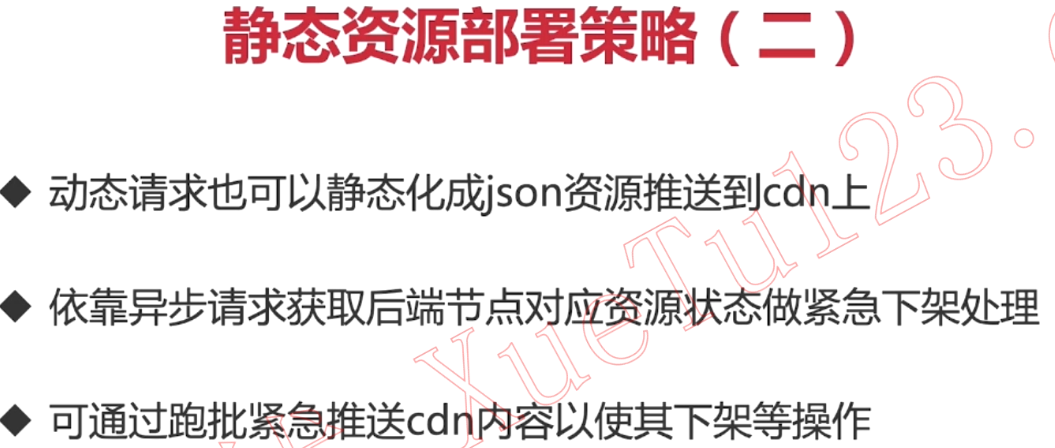 静态资源部署策略（二）
◆ 动态请求也可以静态化成json资源推送到cdn上
◆ 依靠异步请求获取后端节点对应资源状态做紧急下架处理
◆ 可通过跑批紧急推送cdn内容以使其下架等操作
XueTu123.